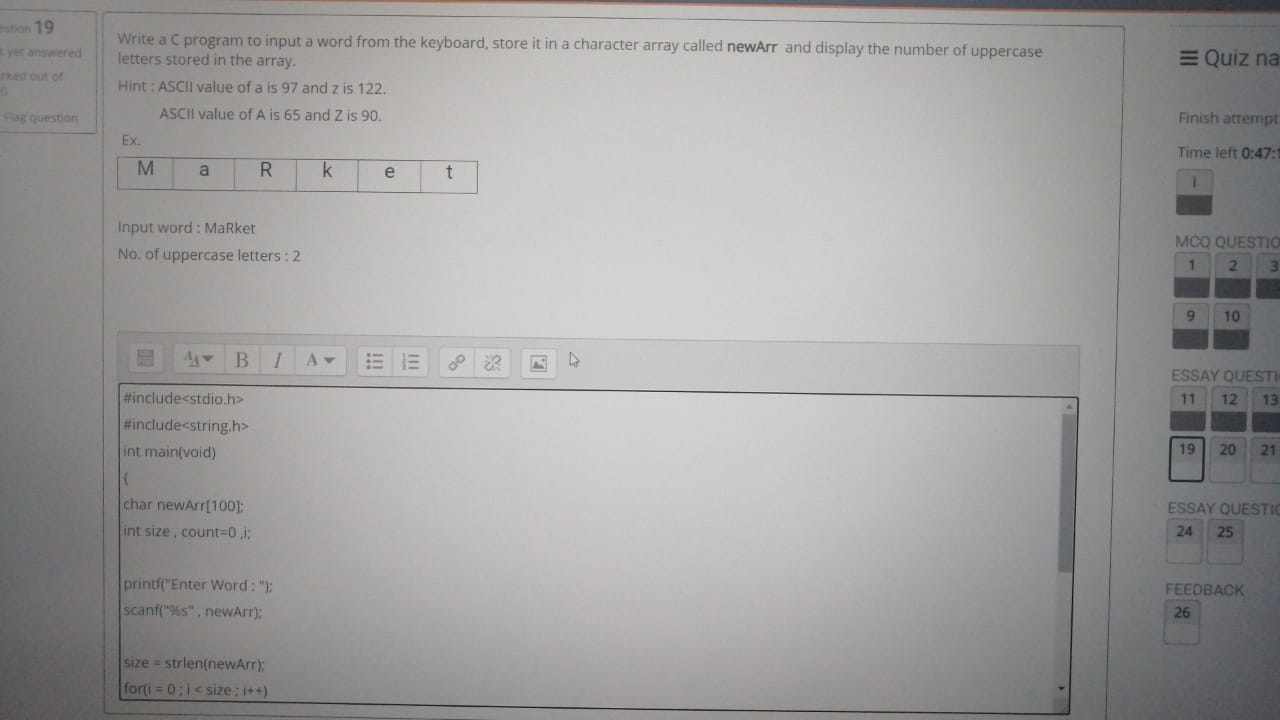 estion 19
t yet answered
rked out of
Flag question
Write a C program to input a word from the keyboard, store it in a character array called newArr and display the number of uppercase
letters stored in the array.
Hint : ASCII value of a is 97 and z is 122.
ASCII value of A is 65 and Z is 90.
Ex.
M a R k e t
Input word : MaRket
No. of uppercase letters : 2
B I A
#include<stdio.h>
#include<string.h>
int main(void)
{
char newArr[100];
int size , count=0 ,i;
printf("Enter Word : ");
scanf("%s" , newArr);
size = strlen(newArr);
for(i = 0 ; i < size ; i++)
Quiz na
Finish attempt
Time left 0:47:1
i
MCQ QUESTIO
1 2 3
9 10
ESSAY QUESTI
11 12 13
19 20 21
ESSAY QUESTIO
24 25
FEEDBACK
26